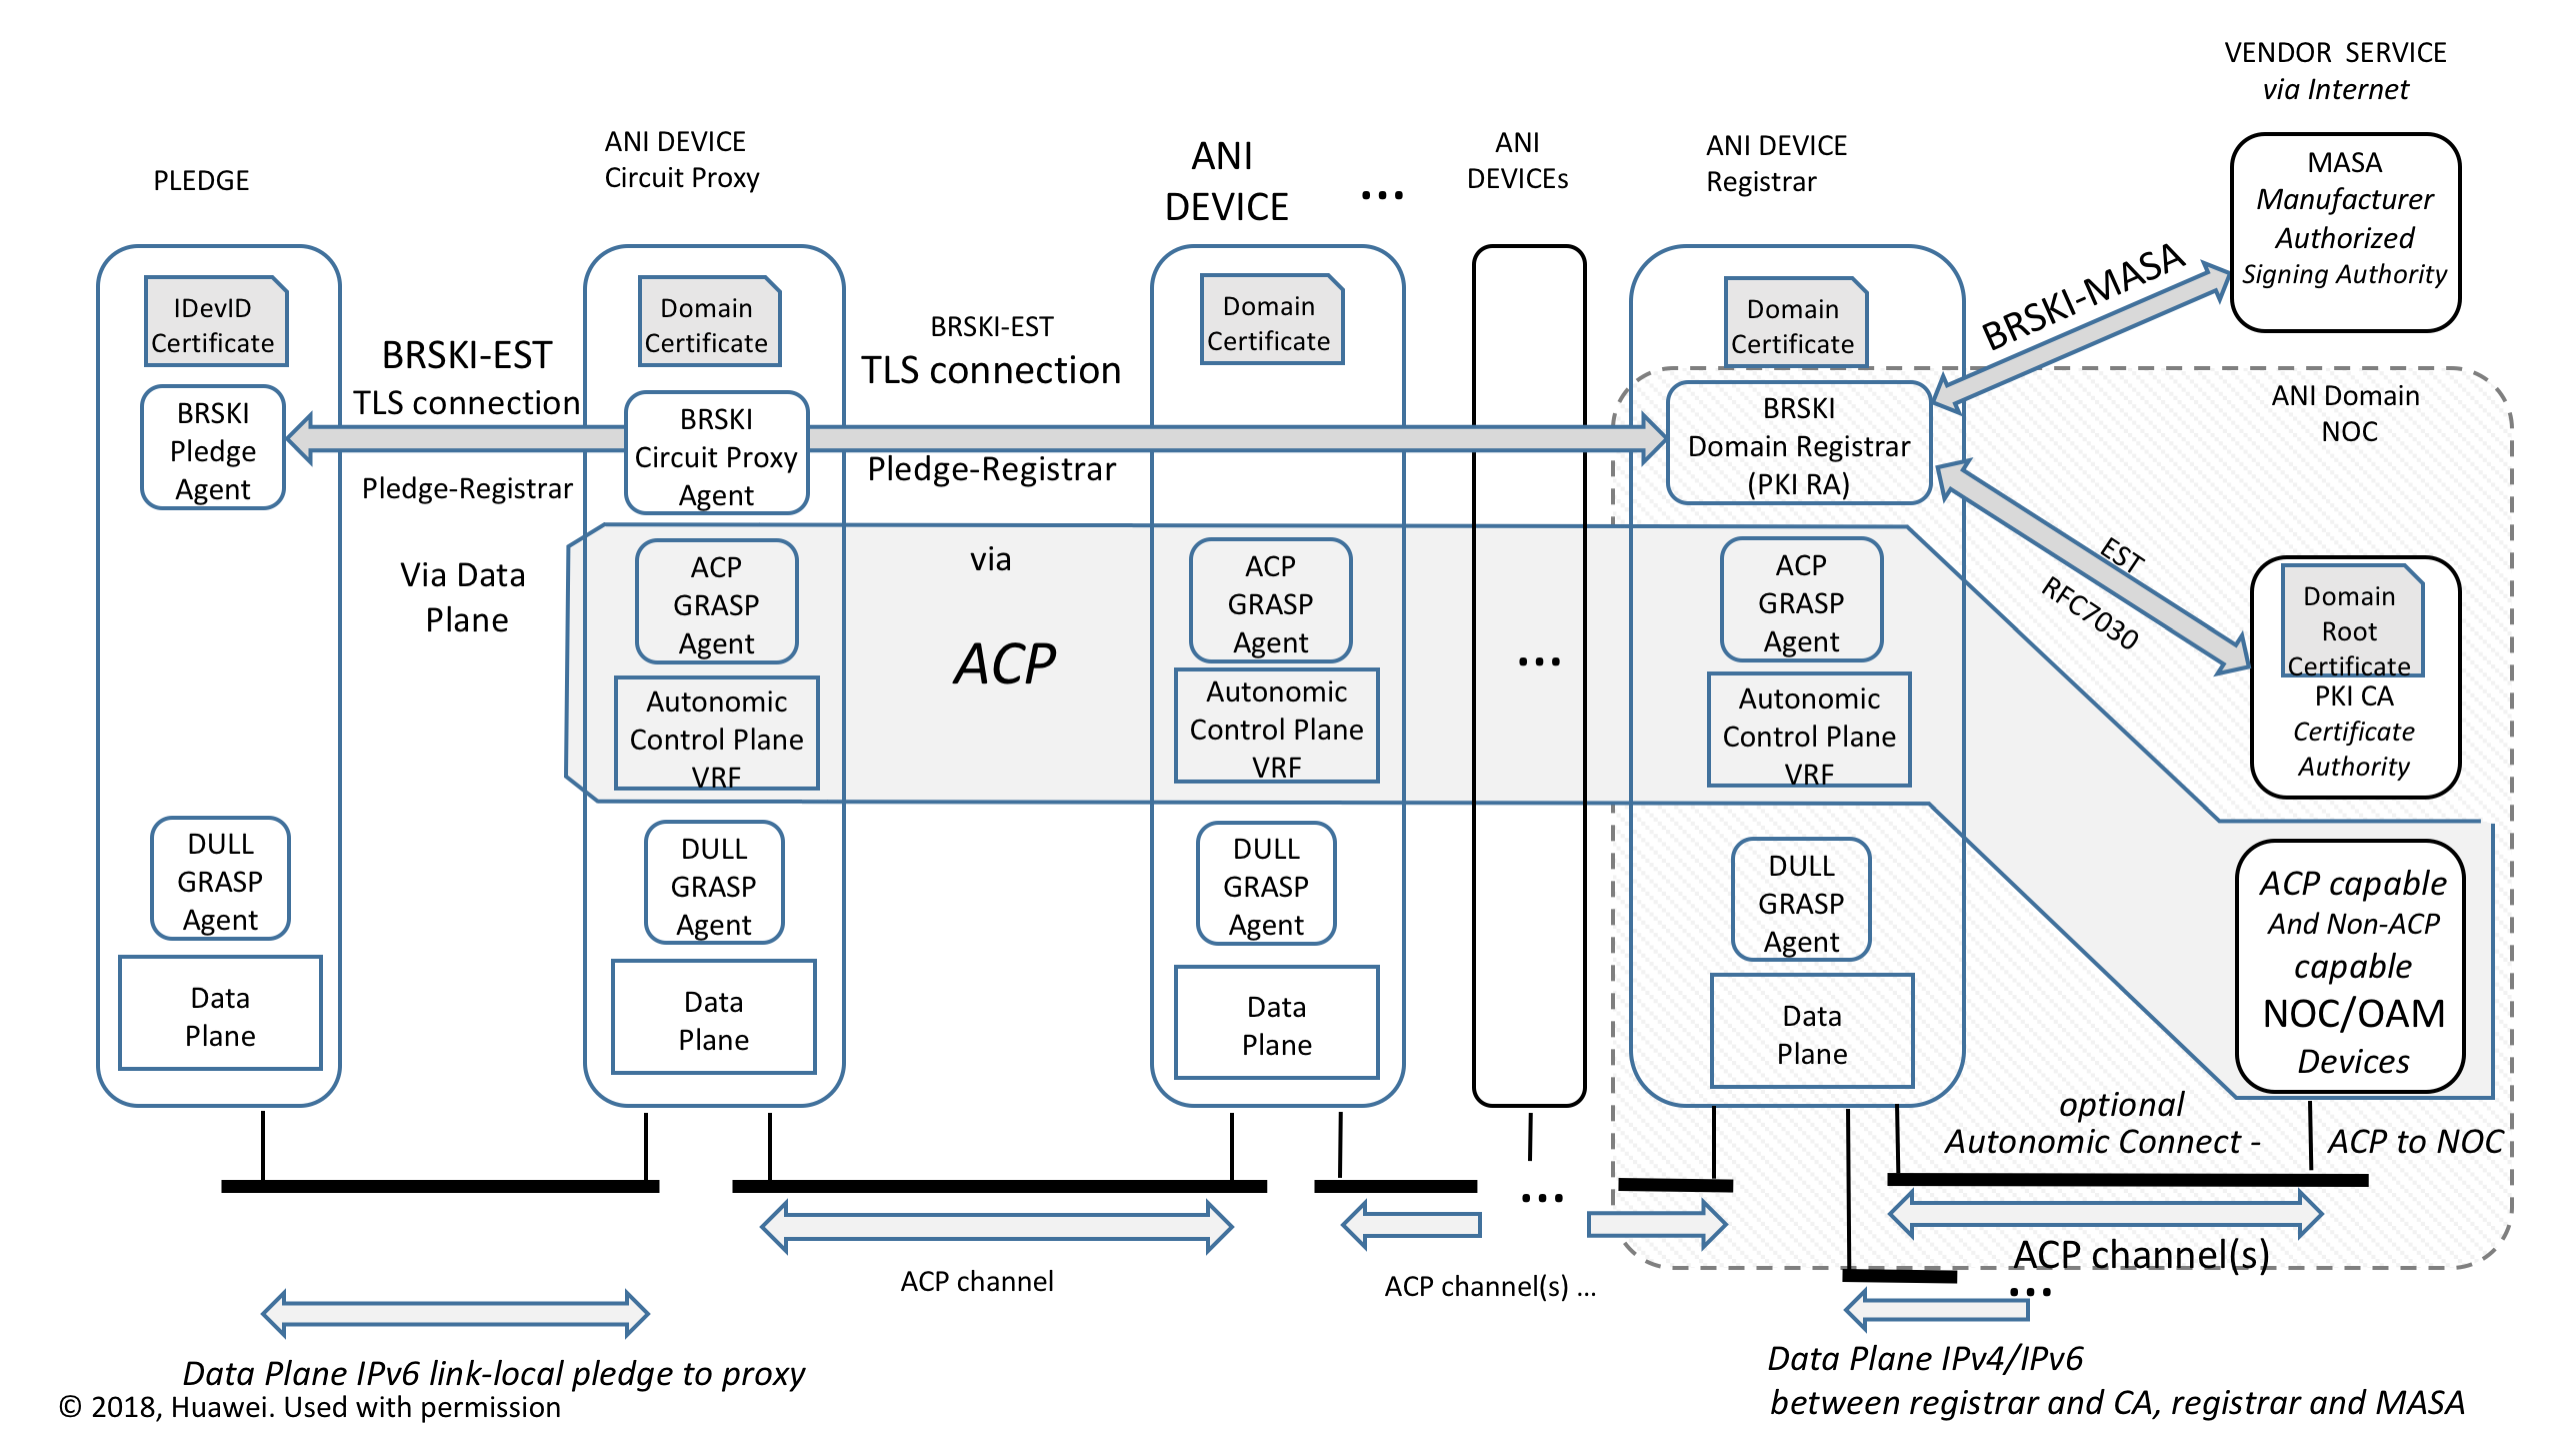 VENDOR  SERVICE
via Internet
PLEDGE
ANI DEVICE
Circuit Proxy
ANI
DEVICE
...
ANI
DEVICEs
ANI DEVICE
Registrar
MASA
Manufacturer
Authorized
Signing Authority
IDevID
Certificate
BRSKI
Pledge
Agent
DULL
GRASP
Agent
Data
Plane
BRSKI-EST
TLS connection
Pledge-Registrar
Via Data
Plane
Domain
Certificate
BRSKI
Circuit Proxy
Agent
ACP
GRASP
Agent
Autonomic
Control Plane
VRF
DULL
GRASP
Agent
Data
Plane
BRSKI-EST
TLS connection
Pledge-Registrar
via
ACP
Domain
Certificate
ACP
GRASP
Agent
Autonomic
Control Plane
VRF
DULL
GRASP
Agent
Data
Plane
...
Domain
Certificate
BRSKI
Domain Registrar
(PKI RA)
ACP
GRASP
Agent
Autonomic
Control Plane
VRF
DULL
GRASP
Agent
Data
Plane
BRSKI-MASA
ANI Domain
NOC
EST
RFC7030
Domain
Root
Certificate
PKI CA
Certificate
Authority
ACP capable
And Non-ACP
capable
NOC/OAM
Devices
optional
Autonomic Connect -
ACP to NOC
...
ACP channel
ACP channel(s) ...
ACP channel(s)
...
Data Plane IPv6 link-local pledge to proxy
Data Plane IPv4/IPv6
between registrar and CA, registrar and MASA
© 2018, Huawei. Used with permission